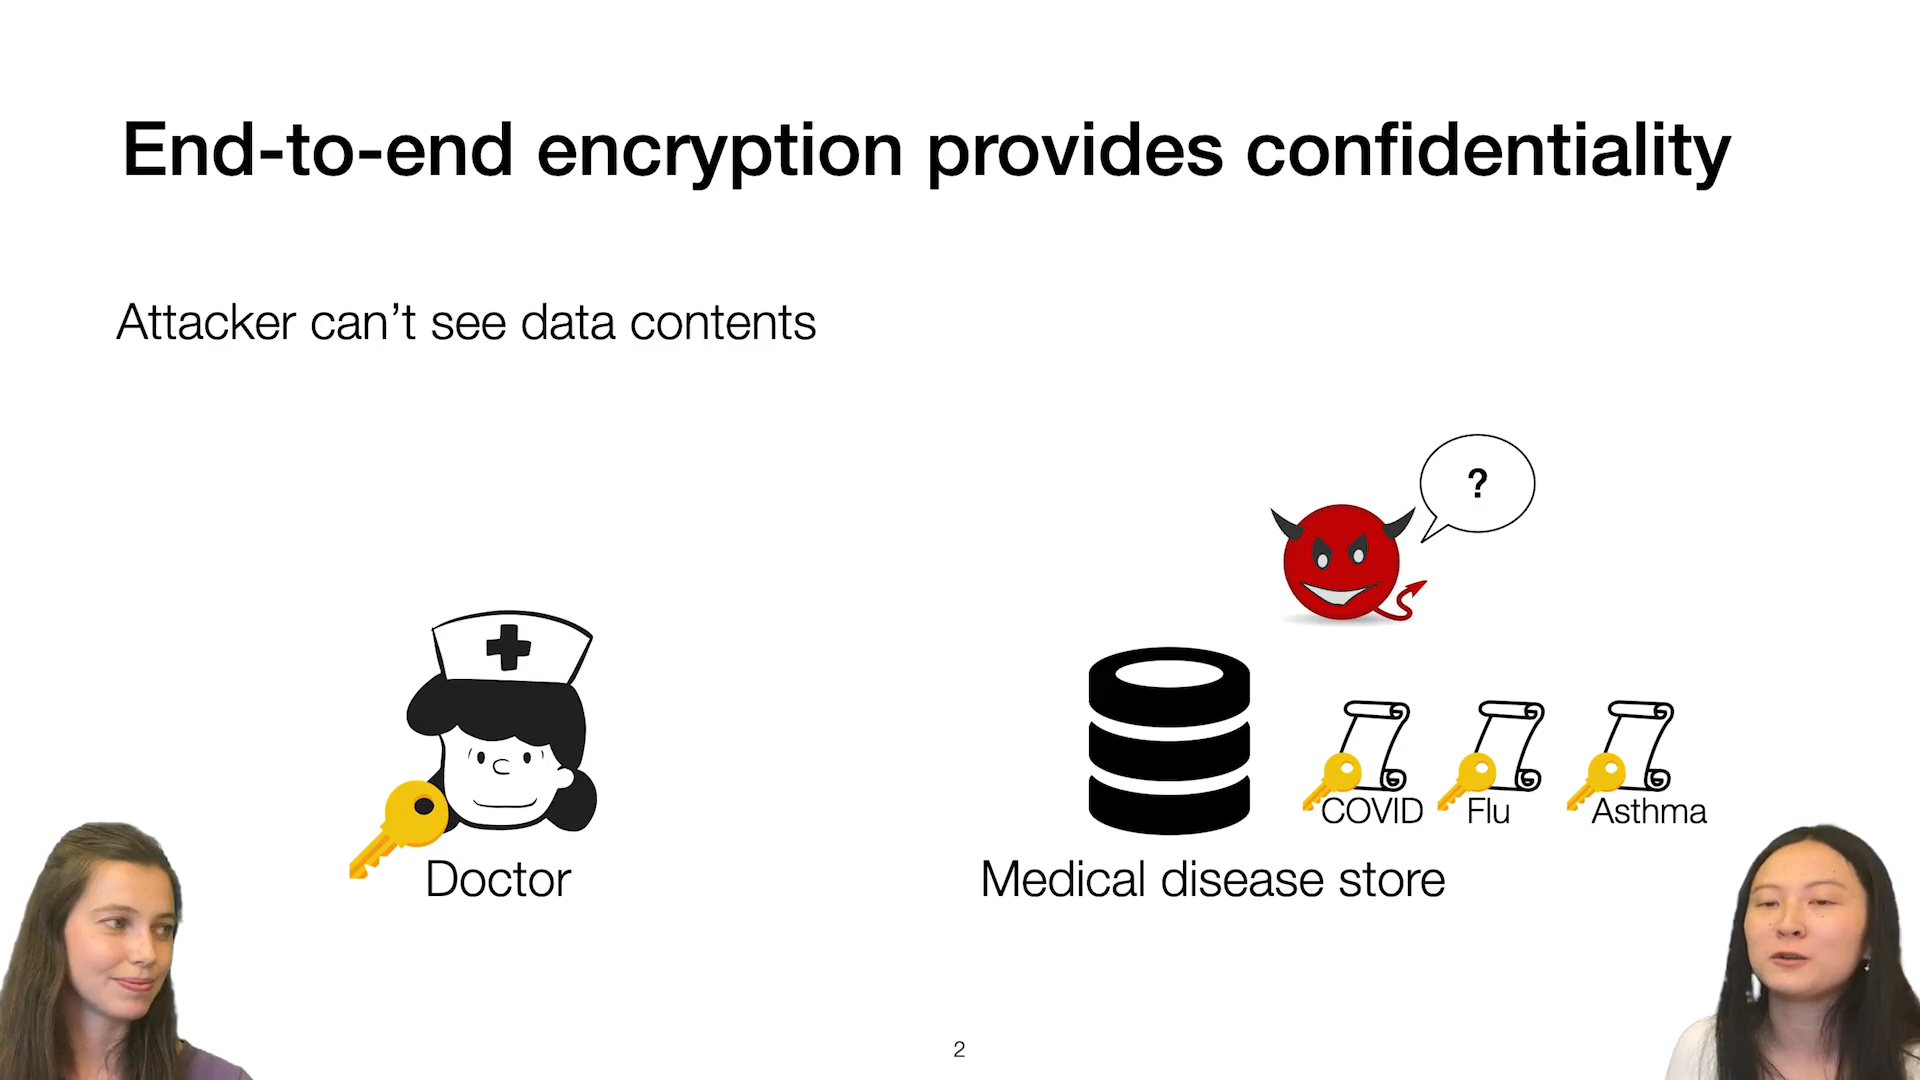 End-to-end encryption provides confidentiality
Attacker can’t see data contents
?
COVID
Flu
Asthma
Doctor
Medical disease store
2